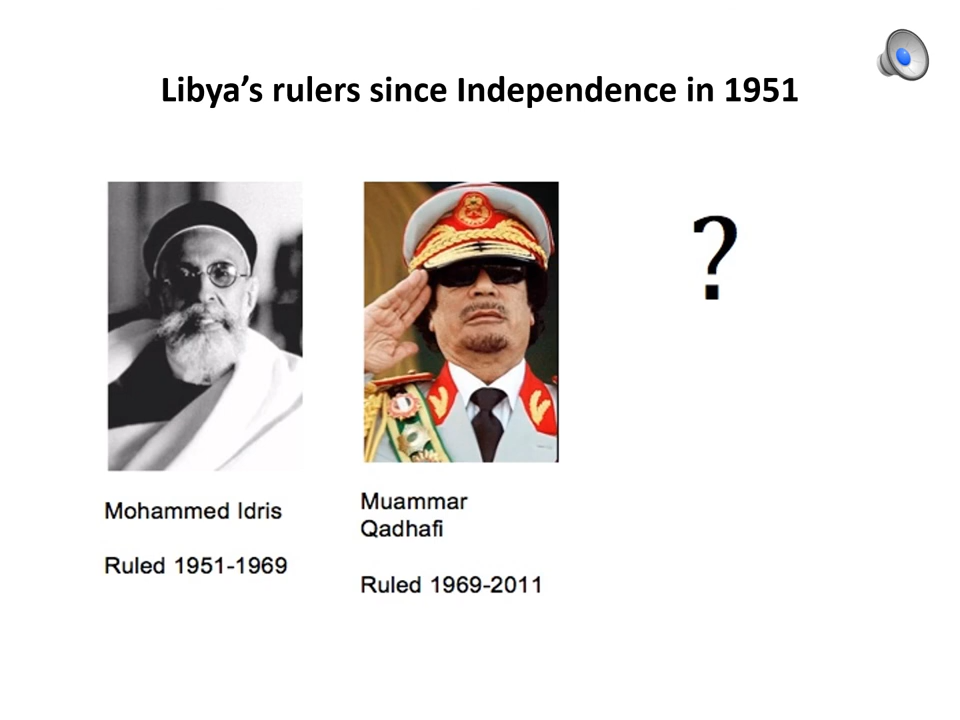 Libya’s rulers since Independence in 1951
?
Mohammed Idris
Ruled 1951-1969
Muammar
Qadhafi
Ruled 1969-2011